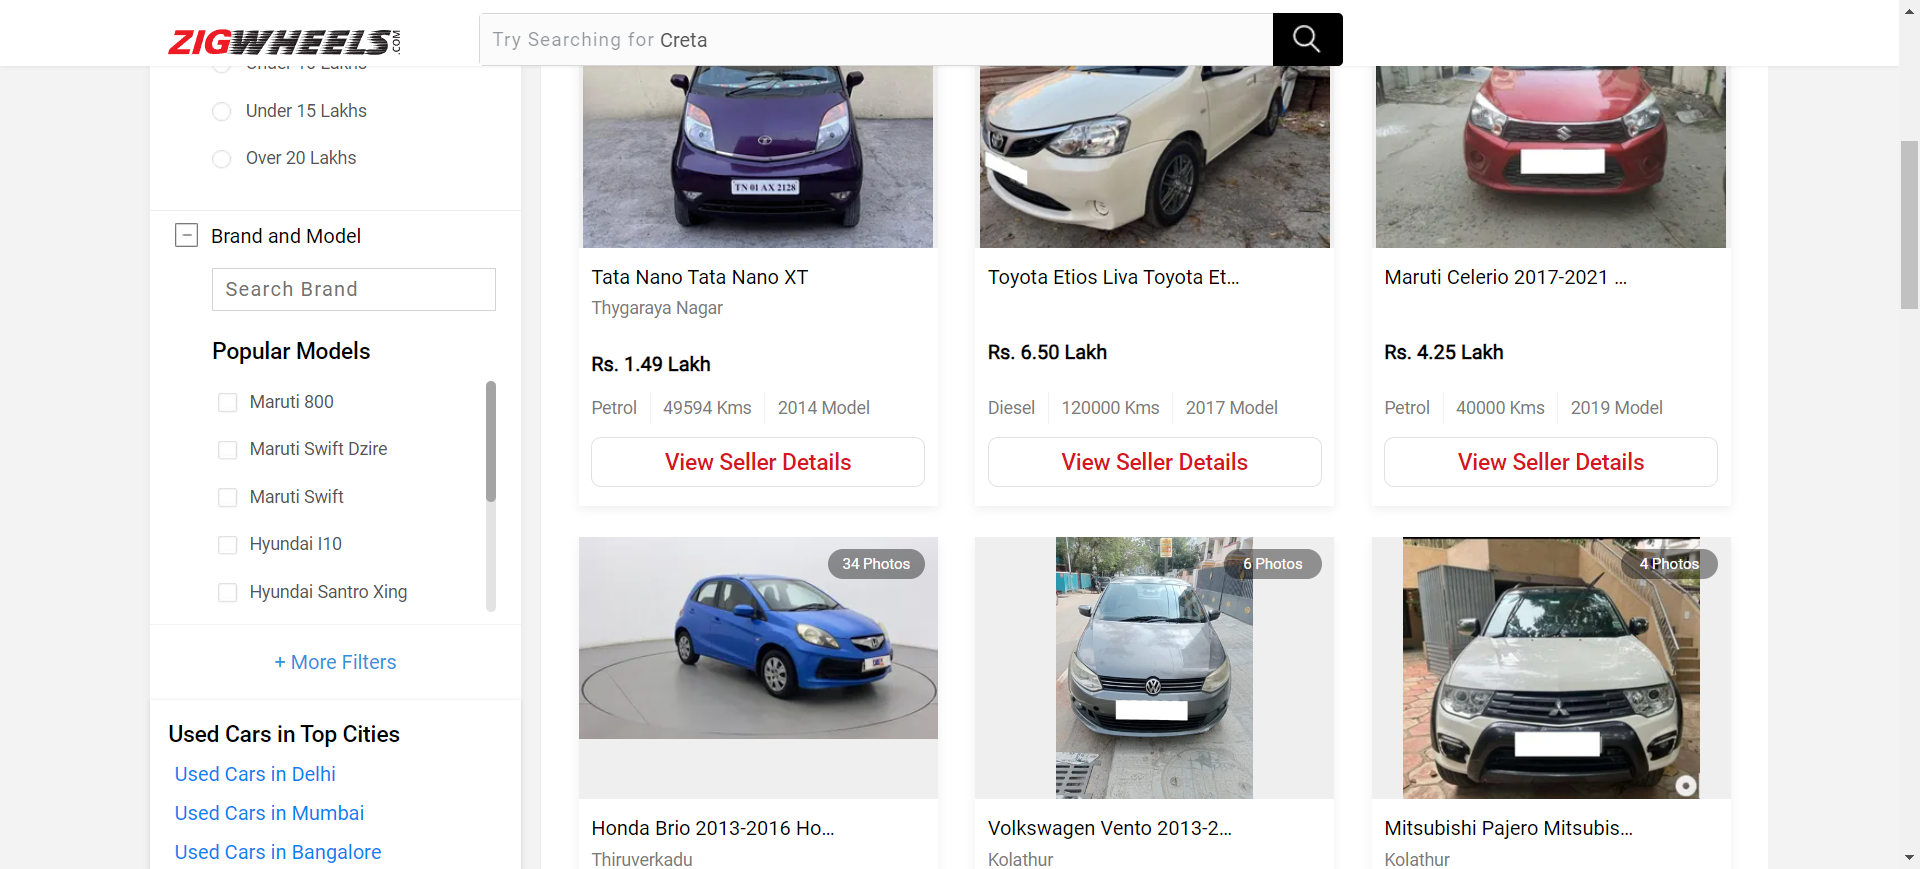 ZIGWHEELS.COM
Try Searching for Creta
Under 15 Lakhs
Over 20 Lakhs
Brand and Model
Search Brand
Popular Models
Maruti 800
Maruti Swift Dzire
Maruti Swift
Hyundai I10
Hyundai Santro Xing
+ More Filters
Used Cars in Top Cities
Used Cars in Delhi
Used Cars in Mumbai
Used Cars in Bangalore
TN 01 AX 2128
Tata Nano Tata Nano XT
Thygaraya Nagar
Rs. 1.49 Lakh
Petrol 49594 Kms 2014 Model
View Seller Details
Toyota Etios Liva Toyota Et...
Rs. 6.50 Lakh
Diesel 120000 Kms 2017 Model
View Seller Details
Maruti Celerio 2017-2021 ...
Rs. 4.25 Lakh
Petrol 40000 Kms 2019 Model
View Seller Details
34 Photos
Honda Brio 2013-2016 Ho...
Thiruverkadu
6 Photos
Volkswagen Vento 2013-2...
Kolathur
4 Photos
Mitsubishi Pajero Mitsubis...
Kolathur